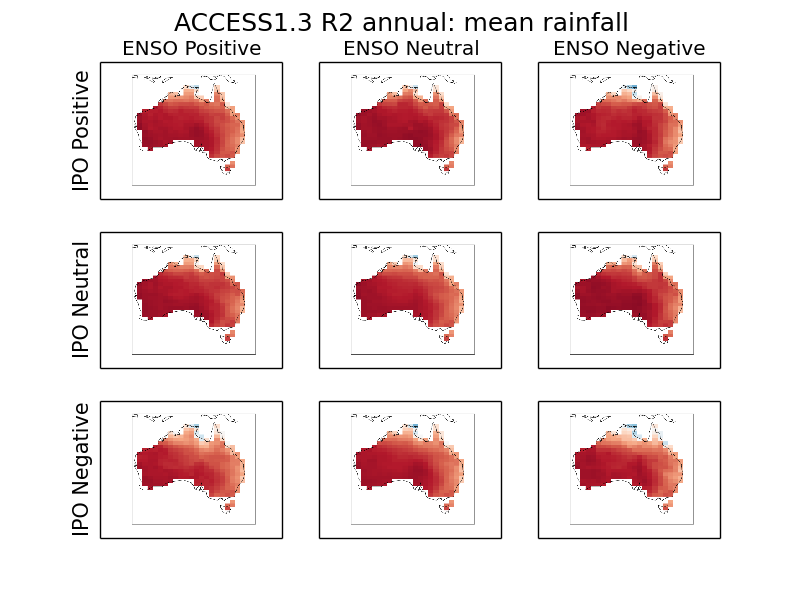 ACCESS1.3 R2 annual: mean rainfall
ENSO Positive ENSO Neutral ENSO Negative
IPO Positive
IPO Neutral
IPO Negative